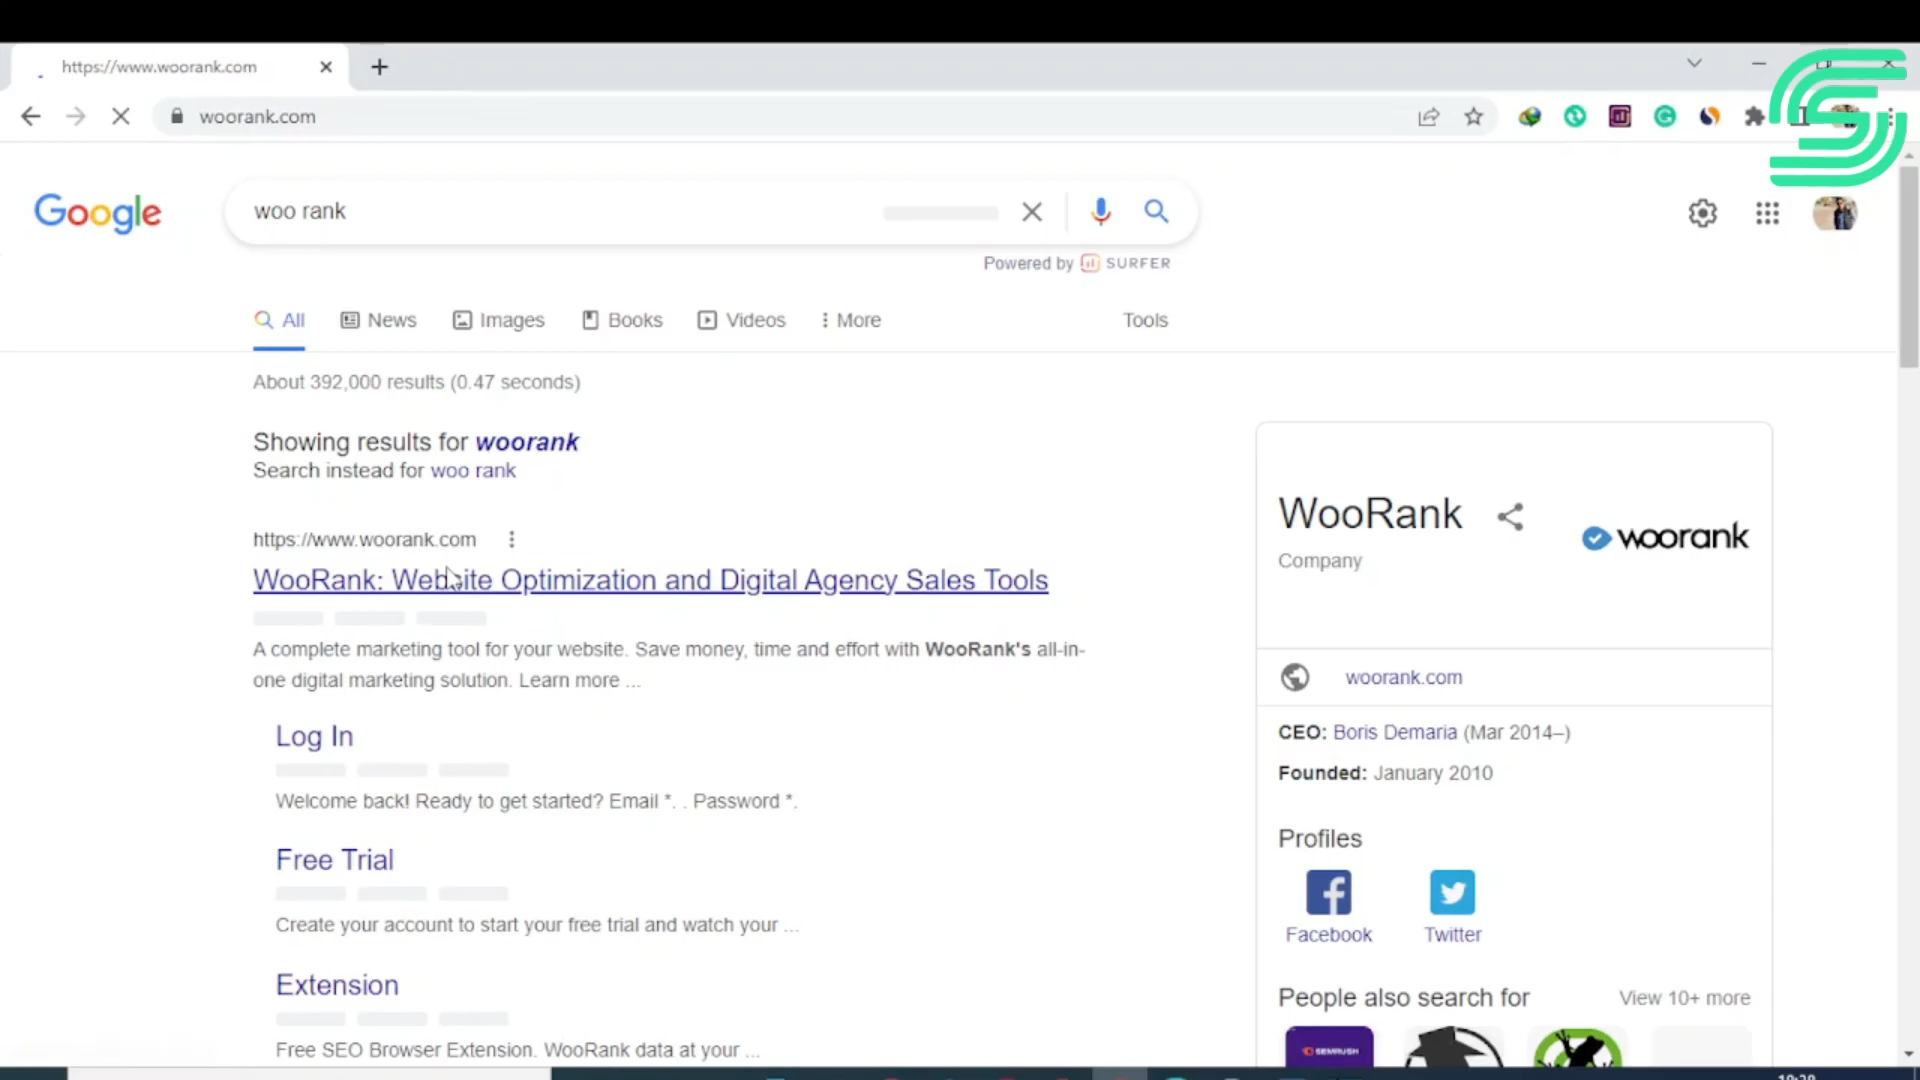 https://www.woorank.com
woorank.com
Google
woo rank
Powered by SURFER
All News Images Books Videos More Tools
About 392,000 results (0.47 seconds)
Showing results for woorank
Search instead for woo rank
https://www.woorank.com
WooRank: Website Optimization and Digital Agency Sales Tools
A complete marketing tool for your website. Save money, time and effort with WooRank's all-in-
one digital marketing solution. Learn more ...
Log In
Welcome back! Ready to get started? Email *. . Password *.
Free Trial
Create your account to start your free trial and watch your ...
Extension
Free SEO Browser Extension. WooRank data at your ...
WooRank
Company
woorank
woorank.com
CEO: Boris Demaria (Mar 2014–)
Founded: January 2010
Profiles
Facebook
Twitter
People also search for
View 10+ more
SEMRUSH